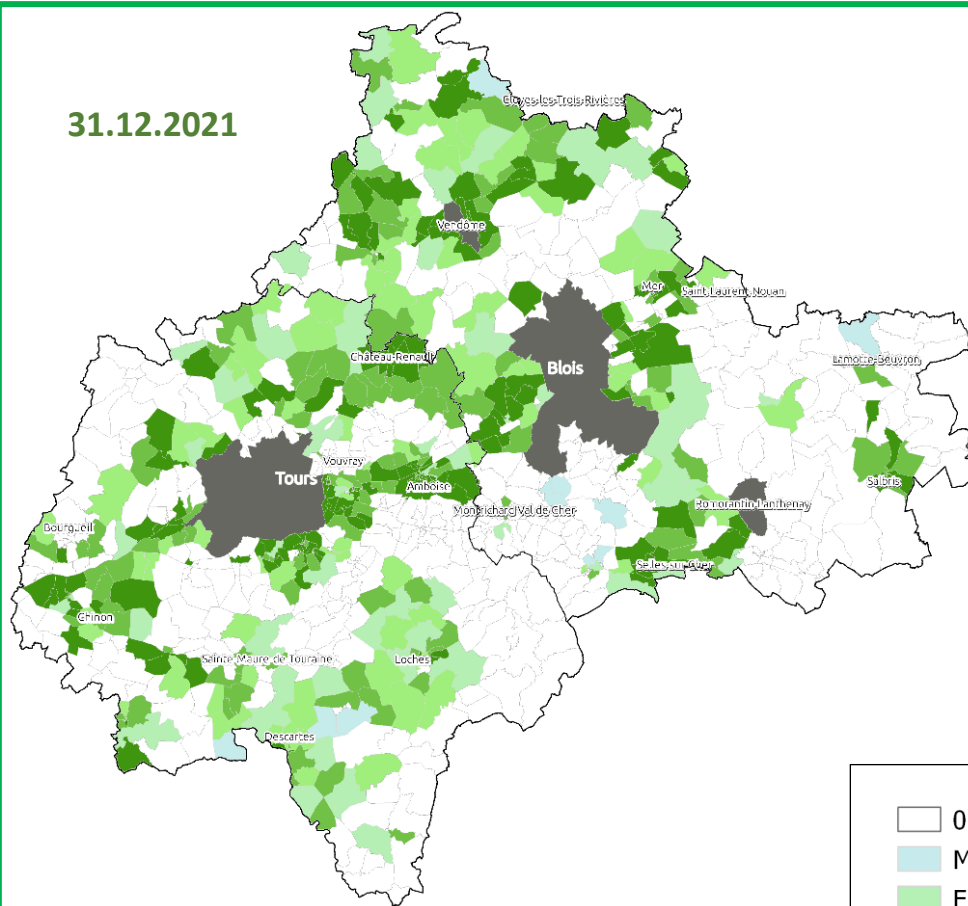 31.12.2021
Cloyes-les-Trois-Rivières
Vendôme
Mer
Saint-Laurent-Nouan
Château-Renault
Blois
Lamotte-Beuvron
Vouvray
Tours
Amboise
Salbris
Montrichard Val de Cher
Romorantin-Lanthenay
Bourgueil
Selles-sur-Cher
Chinon
Sainte-Maure-de-Touraine
Loches
Descartes
0
M